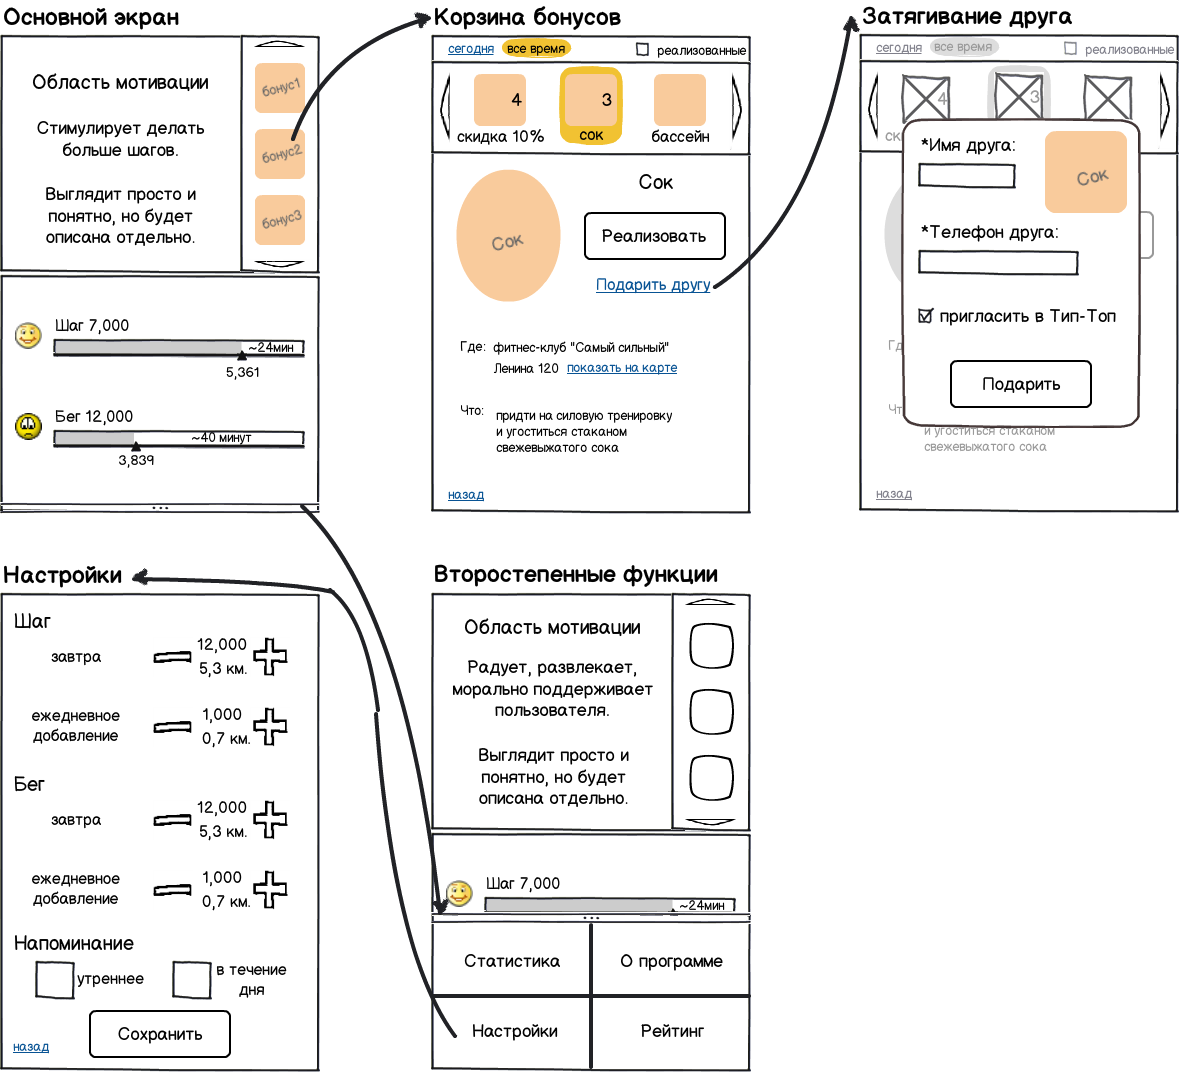 Основной экран
Область мотивации
Стимулирует делать
больше шагов.
Выглядит просто и
понятно, но будет
описана отдельно.
бонус1
бонус2
бонус3
Шаг 7,000
~24мин
5,361
Бег 12,000
~40 минут
3,839
Корзина бонусов
сегодня все время реализованные
4
3
скидка 10% сок бассейн
Сок
Сок
Реализовать
Подарить другу
Где: фитнес-клуб "Самый сильный"
Ленина 120 показать на карте
Что: придти на силовую тренировку
и угоститься стаканом
свежевыжатого сока
назад
Затягивание друга
сегодня все время реализованные
4
3
ск
*Имя друга:
Сок
*Телефон друга:
пригласить в Тип-Топ
Гд
Подарить
Чт
и угоститься стаканом
свежевыжатого сока
назад
Настройки
Шаг
завтра
12,000
5,3 км.
ежедневное
добавление
1,000
0,7 км.
Бег
завтра
12,000
5,3 км.
ежедневное
добавление
1,000
0,7 км.
Напоминание
утреннее
в течение
дня
Сохранить
назад
Второстепенные функции
Область мотивации
Радует, развлекает,
морально поддерживает
пользователя.
Выглядит просто и
понятно, но будет
описана отдельно.
Шаг 7,000
~24мин
Статистика О программе
Настройки Рейтинг